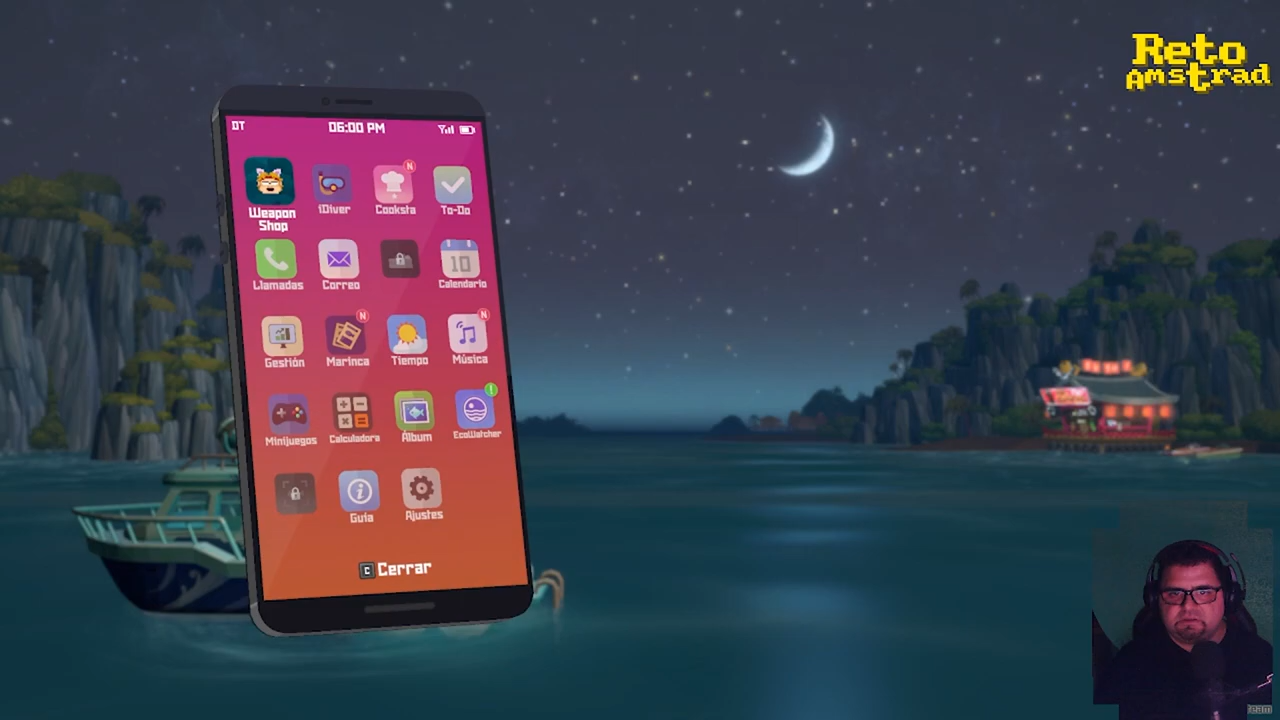 Reto
Amstrad
DT
06:00 PM
Weapon
Shop
iDiver
N
Cooksta
To-Do
Llamadas
Correo
10
Calendario
Gestión
N
Marinca
Tiempo
N
Música
Minijuegos
Calculadora
Álbum
!
EcoWatcher
i
Guía
Ajustes
C Cerrar